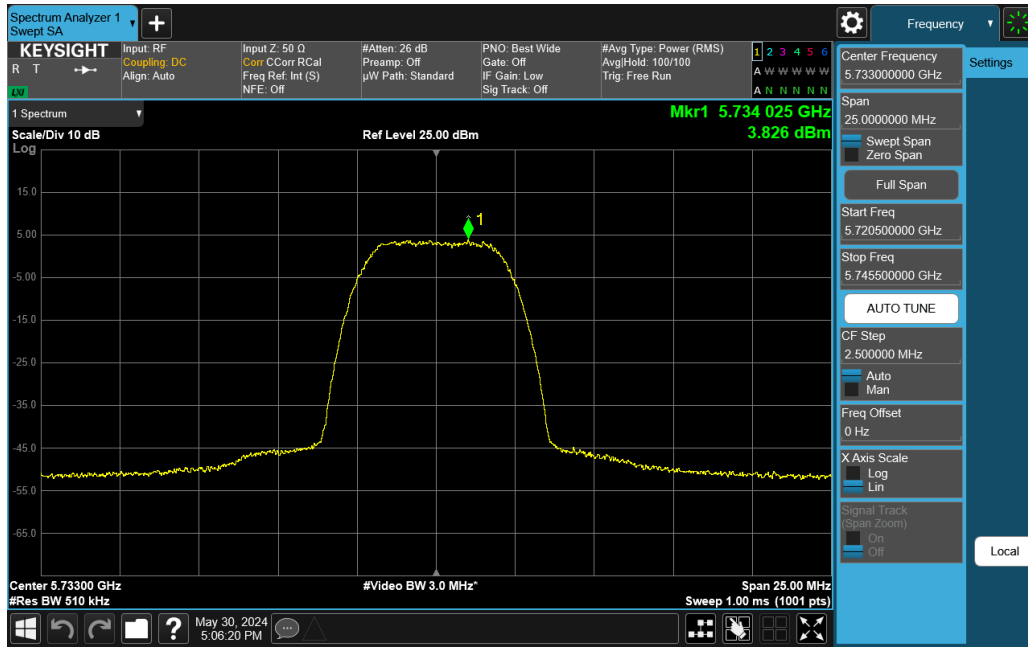 Spectrum Analyzer 1
Swept SA
Frequency
KEYSIGHT
R T
LXI
Input: RF
Coupling: DC
Align: Auto
Input Z: 50 Ω
Corr CCorr RCal
Freq Ref: Int (S)
NFE: Off
#Atten: 26 dB
Preamp: Off
µW Path: Standard
PNO: Best Wide
Gate: Off
IF Gain: Low
Sig Track: Off
#Avg Type: Power (RMS)
Avg|Hold: 100/100
Trig: Free Run
1 2 3 4 5 6
A W W W W W
A N N N N N
1 Spectrum
Mkr1 5.734 025 GHz
3.826 dBm
Scale/Div 10 dB
Ref Level 25.00 dBm
Log
15.0
5.00
-5.00
-15.0
-25.0
-35.0
-45.0
-55.0
-65.0
1
Center 5.73300 GHz
#Res BW 510 kHz
#Video BW 3.0 MHz*
Span 25.00 MHz
Sweep 1.00 ms (1001 pts)
May 30, 2024
5:06:20 PM
?
Center Frequency
5.733000000 GHz
Span
25.0000000 MHz
Swept Span
Zero Span
Full Span
Start Freq
5.720500000 GHz
Stop Freq
5.745500000 GHz
AUTO TUNE
CF Step
2.500000 MHz
Auto
Man
Freq Offset
0 Hz
X Axis Scale
Log
Lin
Signal Track
(Span Zoom)
On
Off
Settings
Local